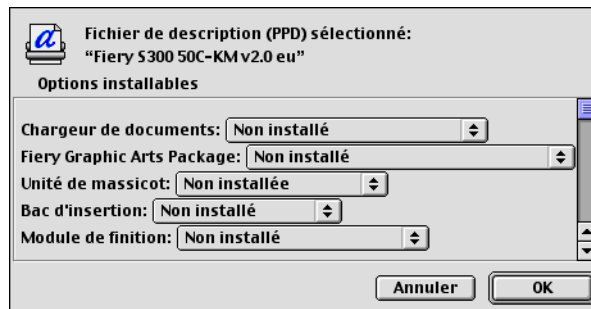 Fichier de description (PPD) sélectionné:
“Fiery S300 50C-KM v2.0 eu”
Options installables
Chargeur de documents: Non installé
Fiery Graphic Arts Package: Non installé
Unité de massicot: Non installée
Bac d'insertion: Non installé
Module de finition: Non installé
Annuler OK